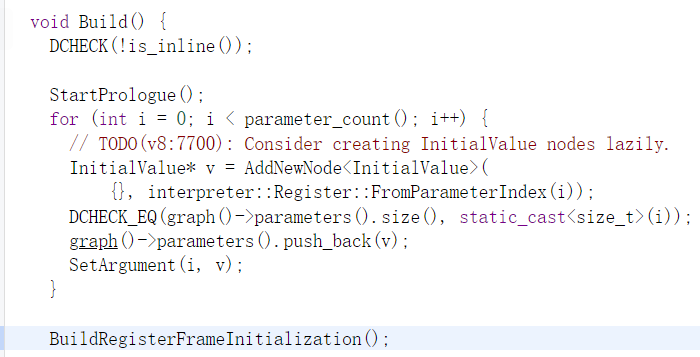 void Build() {
DCHECK(!is_inline());
StartPrologue();
for (int i = 0; i < parameter_count(); i++) {
// TODO(v8:7700): Consider creating InitialValue nodes lazily.
InitialValue* v = AddNewNode<InitialValue>(
{}, interpreter::Register::FromParameterIndex(i));
DCHECK_EQ(graph()->parameters().size(), static_cast<size_t>(i));
graph()->parameters().push_back(v);
SetArgument(i, v);
}
BuildRegisterFrameInitialization();